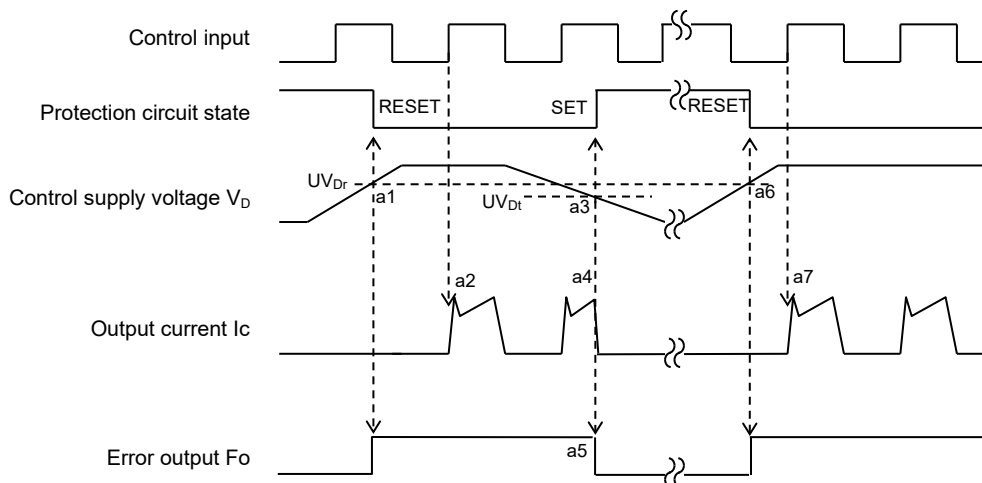 Control input
Protection circuit state
RESET
SET
RESET
Control supply voltage VD
UVDr
a1
UVDt
a3
a6
Output current Ic
a2
a4
a7
Error output Fo
a5